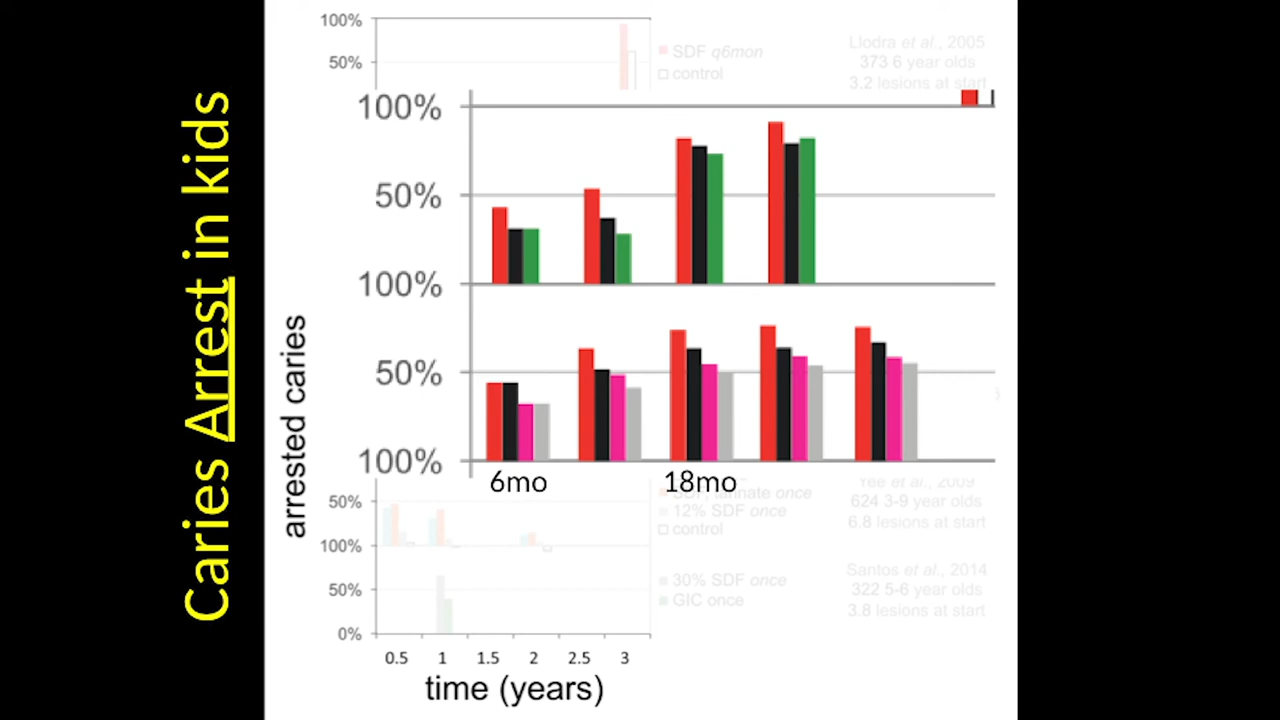 Caries Arrest in kids
arrested caries
100%
50%
SDF q6mon
control
Llodra et al., 2005
373 6 year olds
3.2 lesions at start
100%
50%
100%
50%
100%
6mo
18mo
50%
100%
50%
0%
SDF, tannate once
12% SDF once
control
Yee et al., 2009
624 3-9 year olds
6.8 lesions at start
30% SDF once
GIC once
Santos et al., 2014
322 5-6 year olds
3.8 lesions at start
0.5 1 1.5 2 2.5 3
time (years)